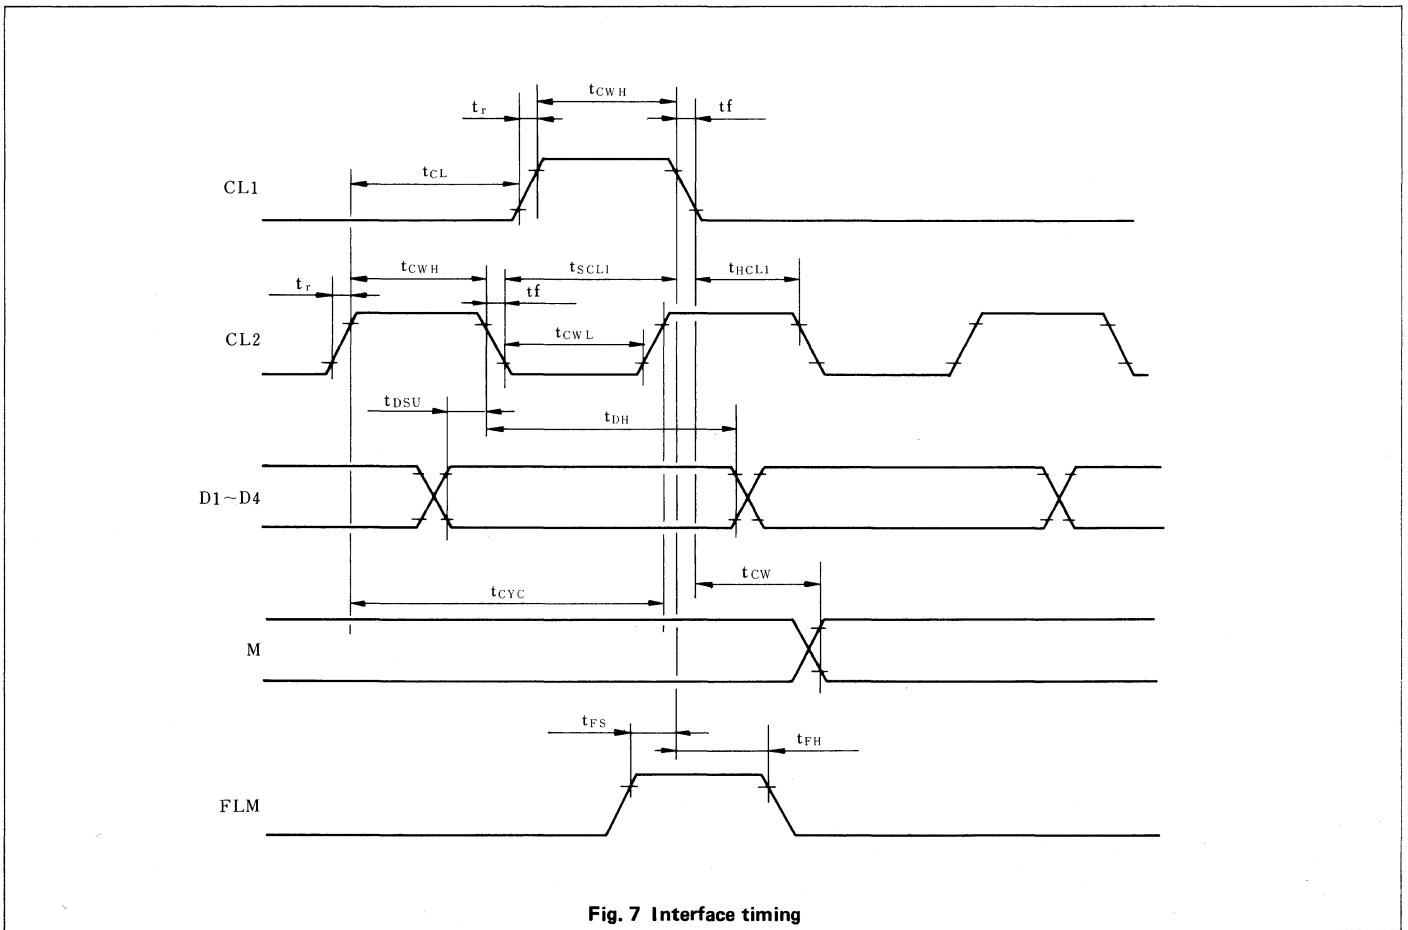 tCWH
tr
tf
tCL
CL1
tCWH
tSCL1
tHCL1
tr
tf
CL2
tCWL
tDSU
tDH
D1~D4
tCW
tCYC
M
tFS
tFH
FLM
Fig. 7 Interface timing